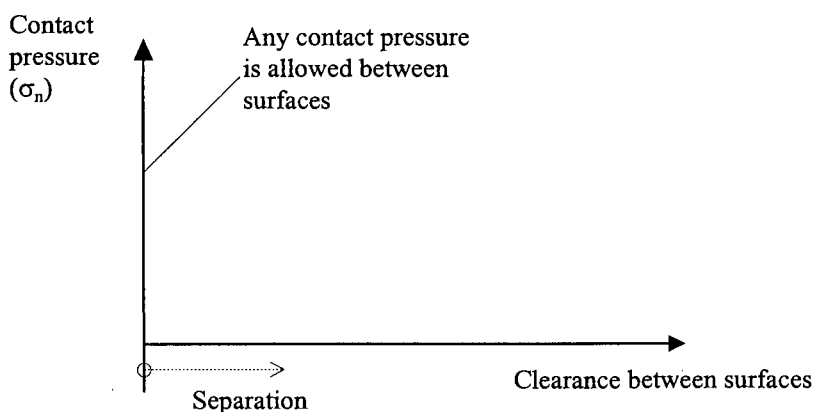 Contact
pressure
(σn)
Any contact pressure
is allowed between
surfaces
Clearance between surfaces
Separation